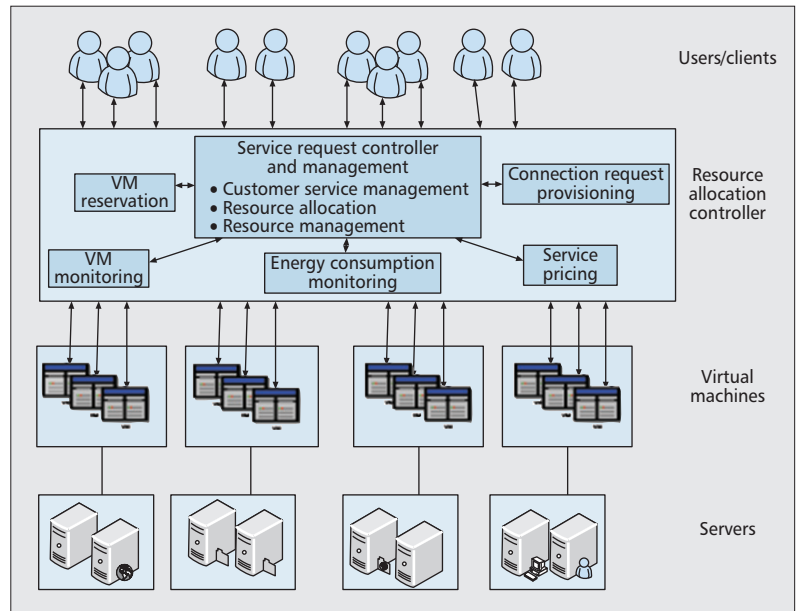 Users/clients
Service request controller
and management
• Customer service management
• Resource allocation
• Resource management
VM
reservation
Connection request
provisioning
Resource
allocation
controller
VM
monitoring
Energy consumption
monitoring
Service
pricing
Virtual
machines
Servers